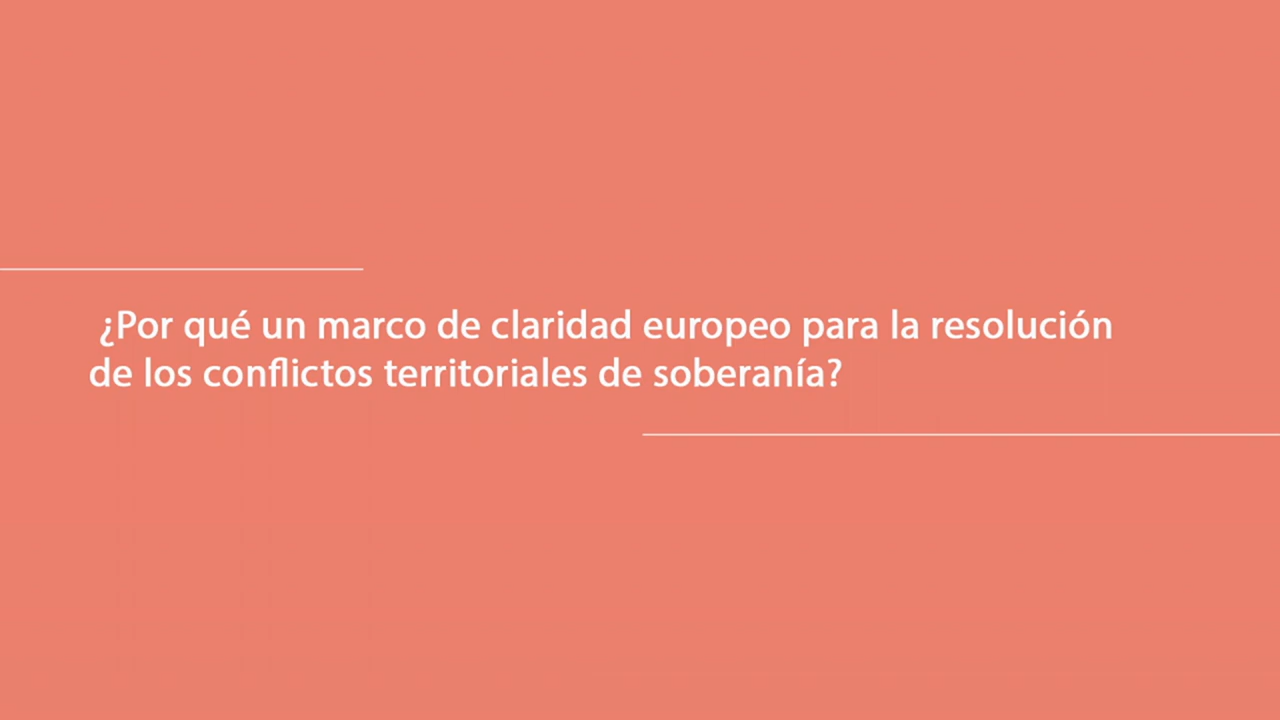 ¿Por qué un marco de claridad europeo para la resolución
de los conflictos territoriales de soberanía?